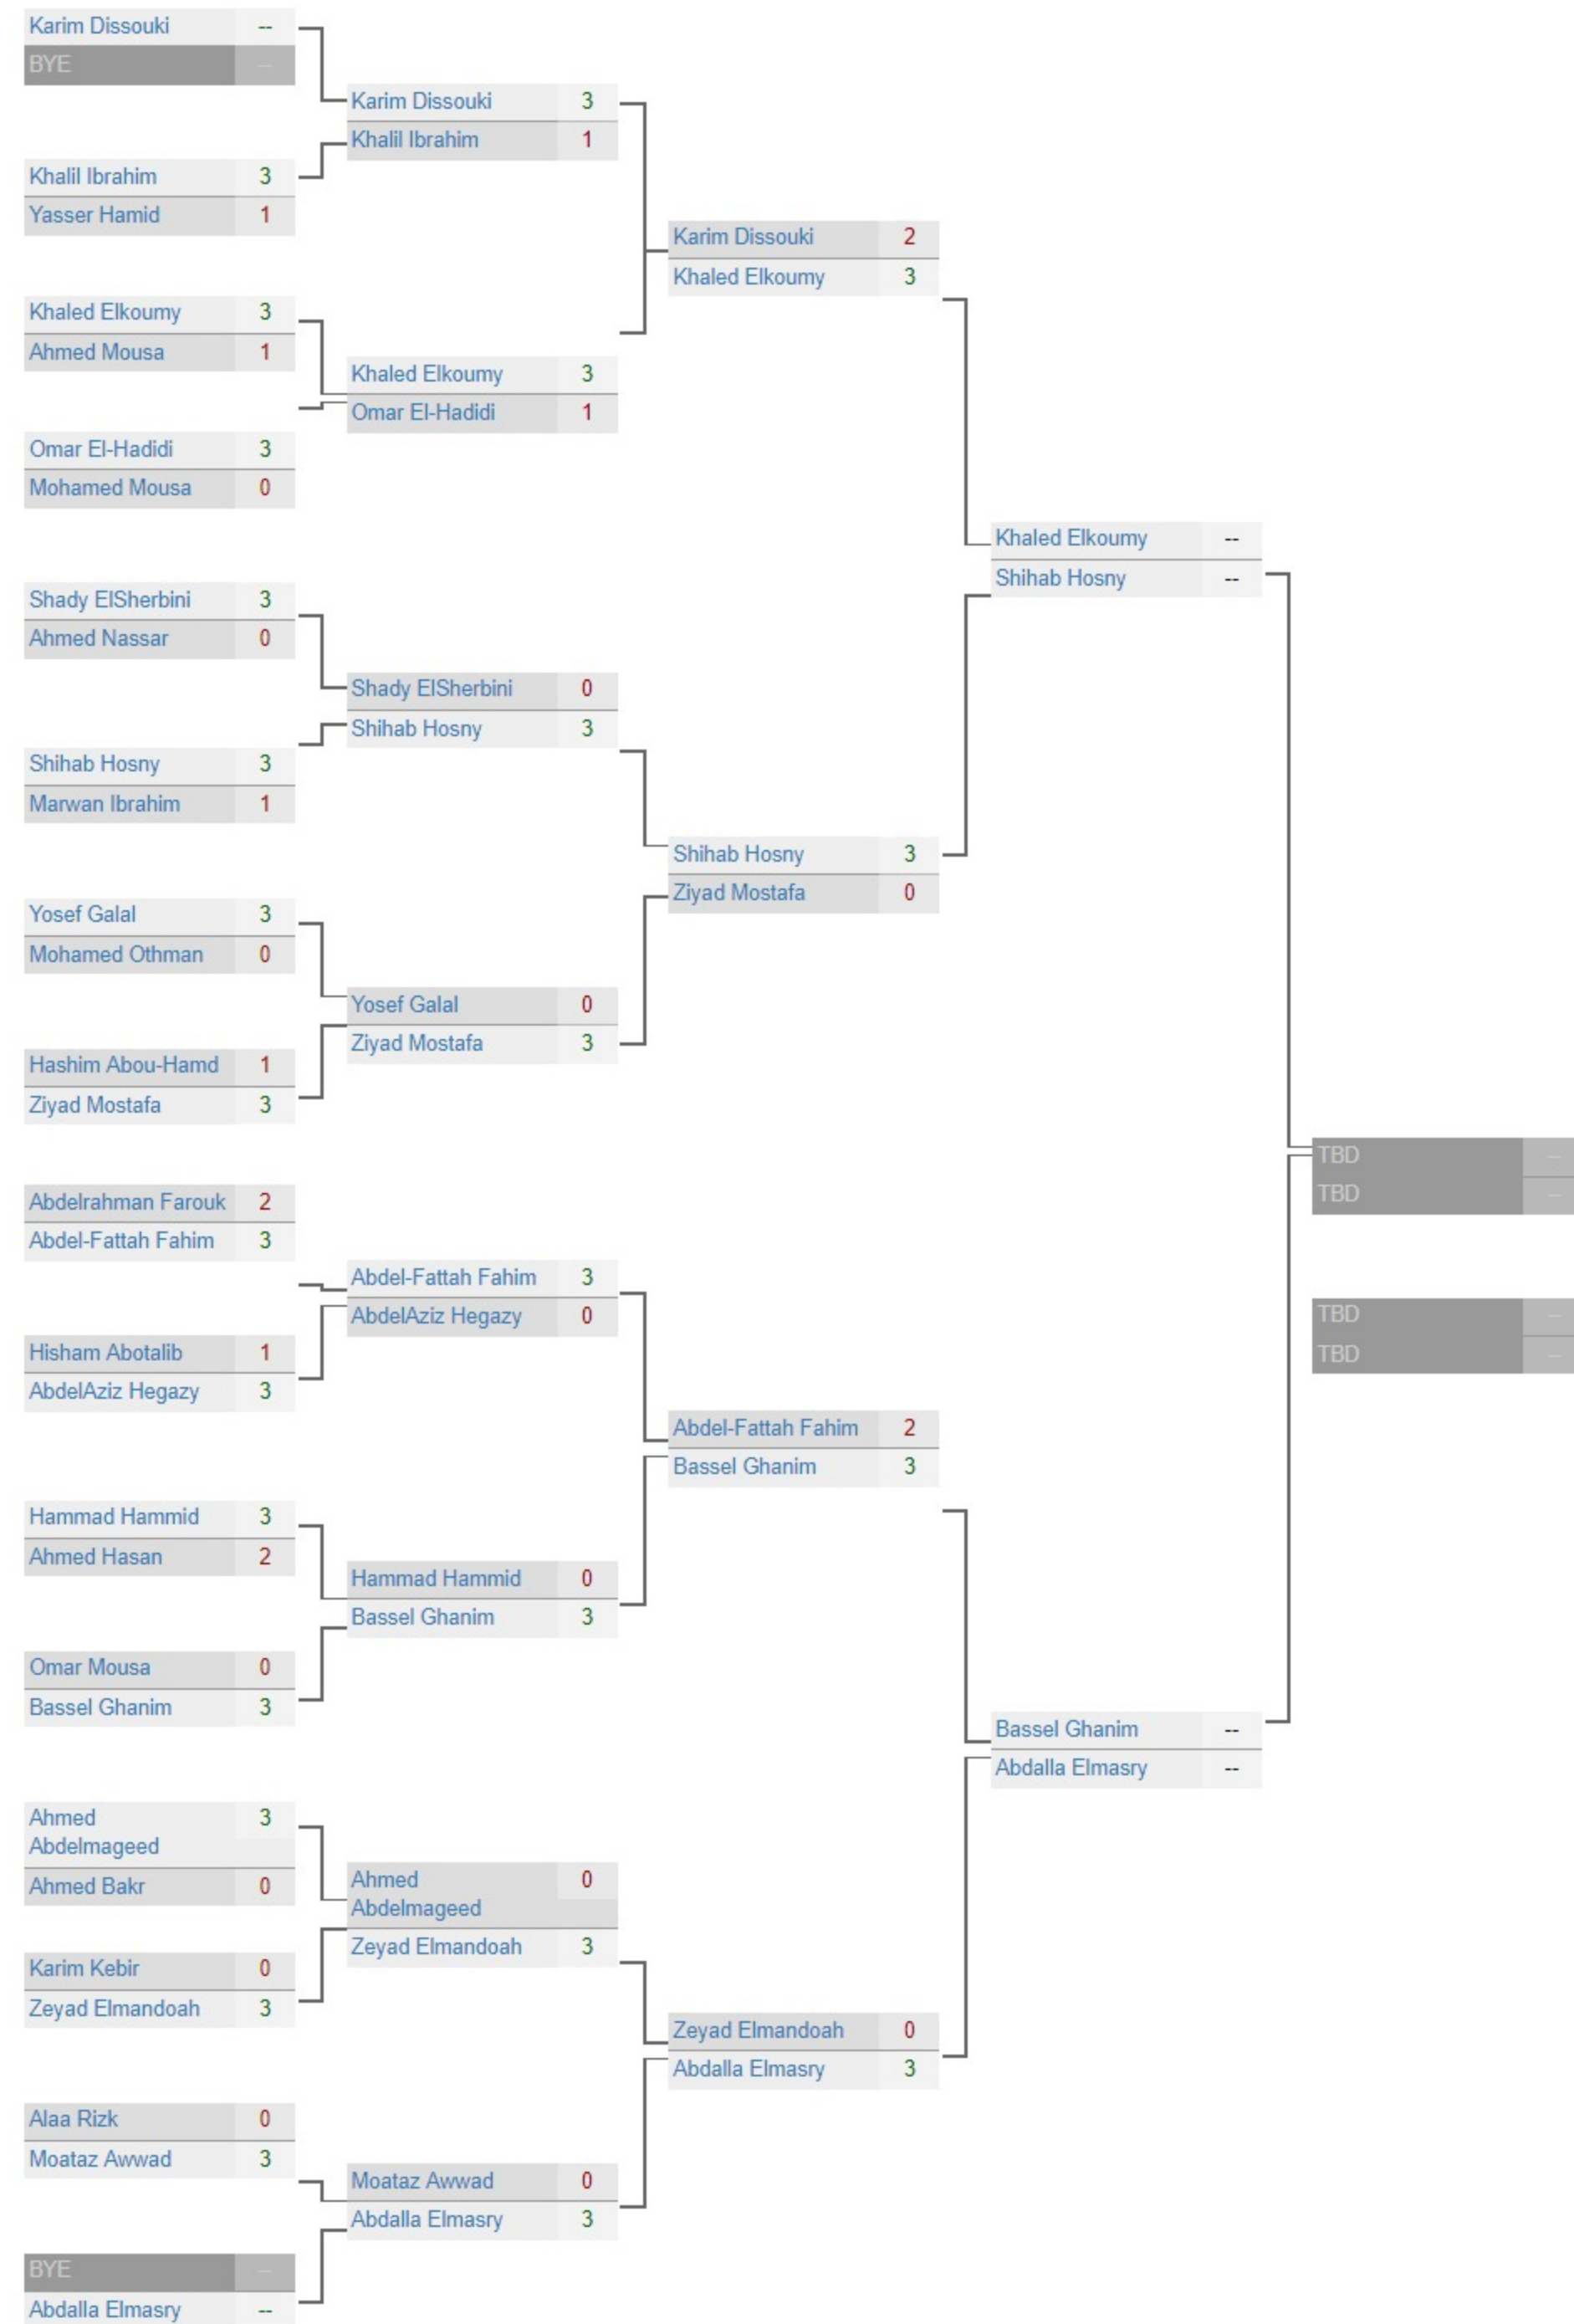 Karim Dissouki --
BYE --
Khalil Ibrahim 3
Yasser Hamid 1
Khaled Elkoumy 3
Ahmed Mousa 1
Omar El-Hadidi 3
Mohamed Mousa 0
Shady ElSherbini 3
Ahmed Nassar 0
Shihab Hosny 3
Marwan Ibrahim 1
Yosef Galal 3
Mohamed Othman 0
Hashim Abou-Hamd 1
Ziyad Mostafa 3
Abdelrahman Farouk 2
Abdel-Fattah Fahim 3
Hisham Abotalib 1
AbdelAziz Hegazy 3
Hammad Hammid 3
Ahmed Hasan 2
Omar Mousa 0
Bassel Ghanim 3
Ahmed 3
Abdelmageed
Ahmed Bakr 0
Karim Kebir 0
Zeyad Elmandoah 3
Alaa Rizk 0
Moataz Awwad 3
BYE --
Abdalla Elmasry --
Karim Dissouki 3
Khalil Ibrahim 1
Khaled Elkoumy 3
Omar El-Hadidi 1
Shady ElSherbini 0
Shihab Hosny 3
Yosef Galal 0
Ziyad Mostafa 3
Abdel-Fattah Fahim 3
AbdelAziz Hegazy 0
Hammad Hammid 0
Bassel Ghanim 3
Ahmed 0
Abdelmageed
Zeyad Elmandoah 3
Moataz Awwad 0
Abdalla Elmasry 3
Karim Dissouki 2
Khaled Elkoumy 3
Shihab Hosny 3
Ziyad Mostafa 0
Abdel-Fattah Fahim 2
Bassel Ghanim 3
Zeyad Elmandoah 0
Abdalla Elmasry 3
Khaled Elkoumy --
Shihab Hosny --
Bassel Ghanim --
Abdalla Elmasry --
TBD --
TBD --
TBD --
TBD --